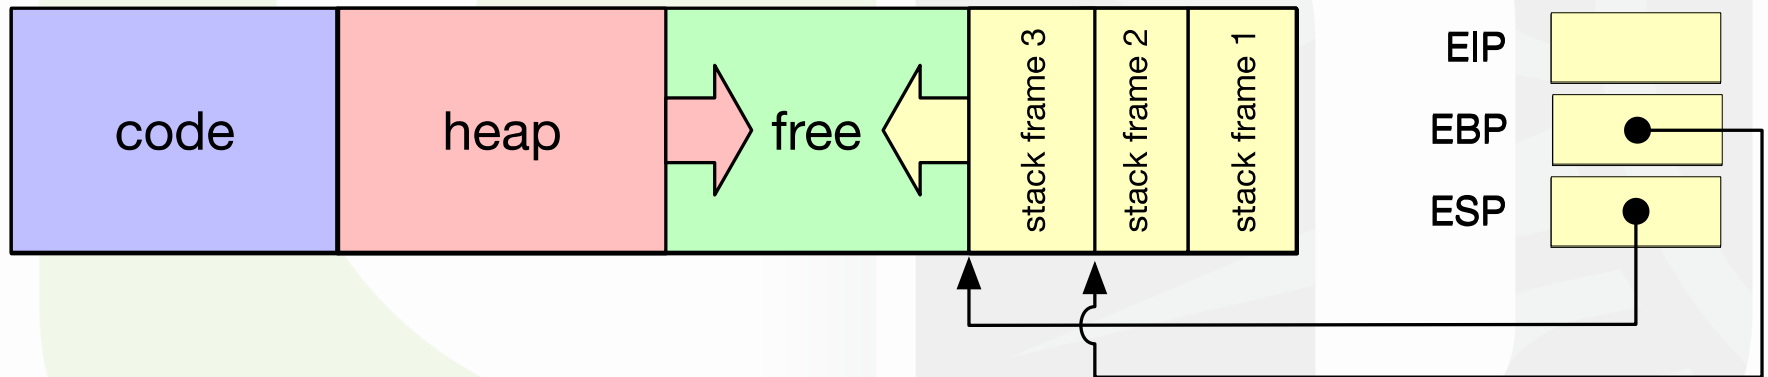 code
heap
free
stack frame 3
stack frame 2
stack frame 1
EIP
EBP
ESP